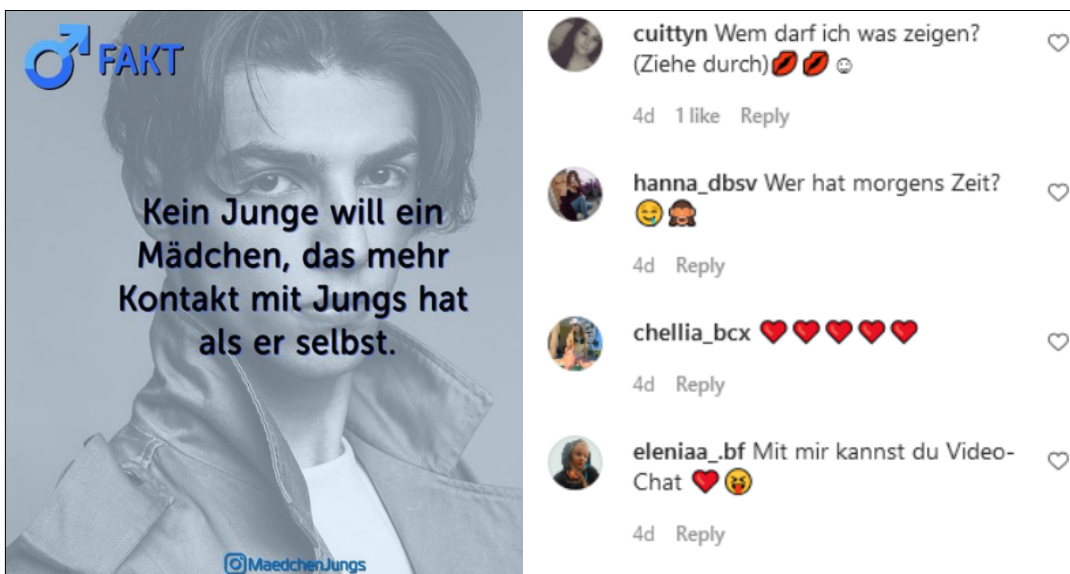 FAKT
Kein Junge will ein
Mädchen, das mehr
Kontakt mit Jungs hat
als er selbst.
MaedchenJungs
cuittyn Wem darf ich was zeigen?
(Ziehe durch)💋💋☺
4d 1 like Reply
hanna_dbsv Wer hat morgens Zeit?
🤤🙈
4d Reply
chellia_bcx ❤❤❤❤❤
4d Reply
eleniaa_.bf Mit mir kannst du Video-
Chat ❤😝
4d Reply